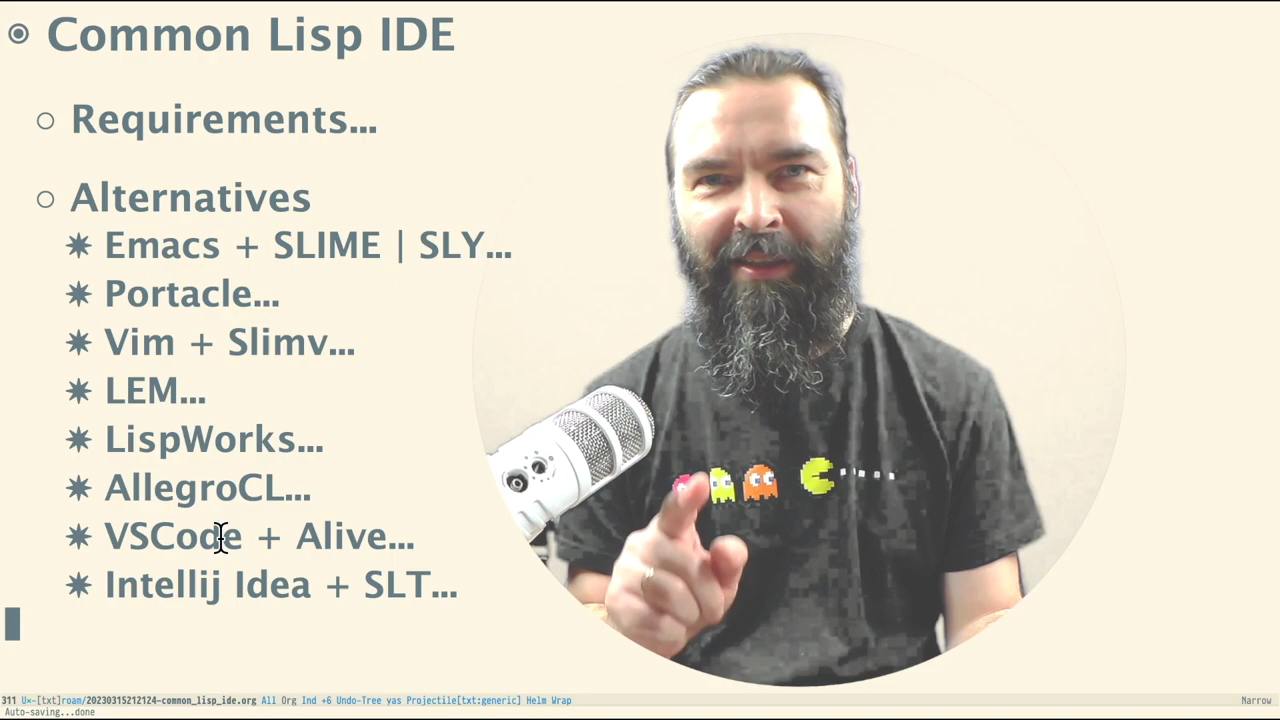 Common Lisp IDE
Requirements...
Alternatives
Emacs + SLIME | SLY...
Portacle...
Vim + Slimv...
LEM...
LispWorks...
AllegroCL...
VSCode + Alive...
Intellij Idea + SLT...
311 U×-[txt]roam/20230315212124-common_lisp_ide.org All Org Ind +6 Undo-Tree yas Projectile[txt:generic] Helm Wrap Narrow
Auto-saving...done